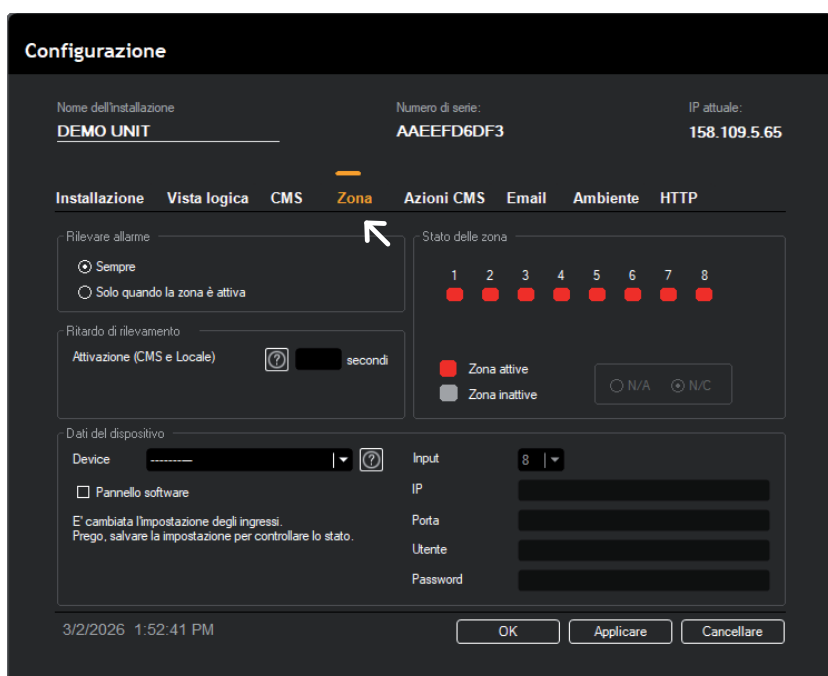 Configurazione
Nome dell'installazione Numero di serie: IP attuale:
DEMO UNIT AAEEFD6DF3 158.109.5.65
Installazione Vista logica CMS Zona Azioni CMS Email Ambiente HTTP
Rilevare allarme
Sempre
Solo quando la zona è attiva
Ritardo di rilevamento
Attivazione (CMS e Locale) ? secondi
Stato delle zona
1 2 3 4 5 6 7 8
Zona attive
Zona inattive
N/A N/C
Dati del dispositivo
Device ---------- ?
Pannello software
E' cambiata l'impostazione degli ingressi.
Prego, salvare la impostazione per controllare lo stato.
Input 8
IP
Porta
Utente
Password
3/2/2026 1:52:41 PM OK Applicare Cancellare